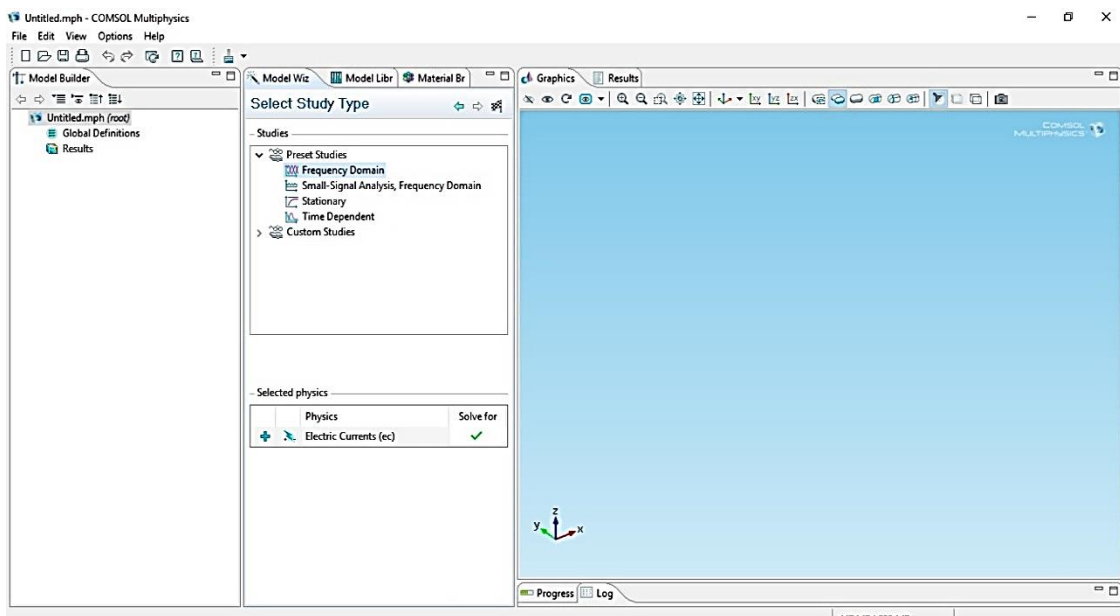 Untitled.mph - COMSOL Multiphysics
File Edit View Options Help
Model Builder
Untitled.mph (root)
Global Definitions
Results
Model Wiz
Model Libr
Material Br
Select Study Type
Studies
Preset Studies
Frequency Domain
Small-Signal Analysis, Frequency Domain
Stationary
Time Dependent
Custom Studies
Selected physics
Physics Solve for
Electric Currents (ec)
Graphics Results
COMSOL
MULTIPHYSICS
z
y
x
Progress Log